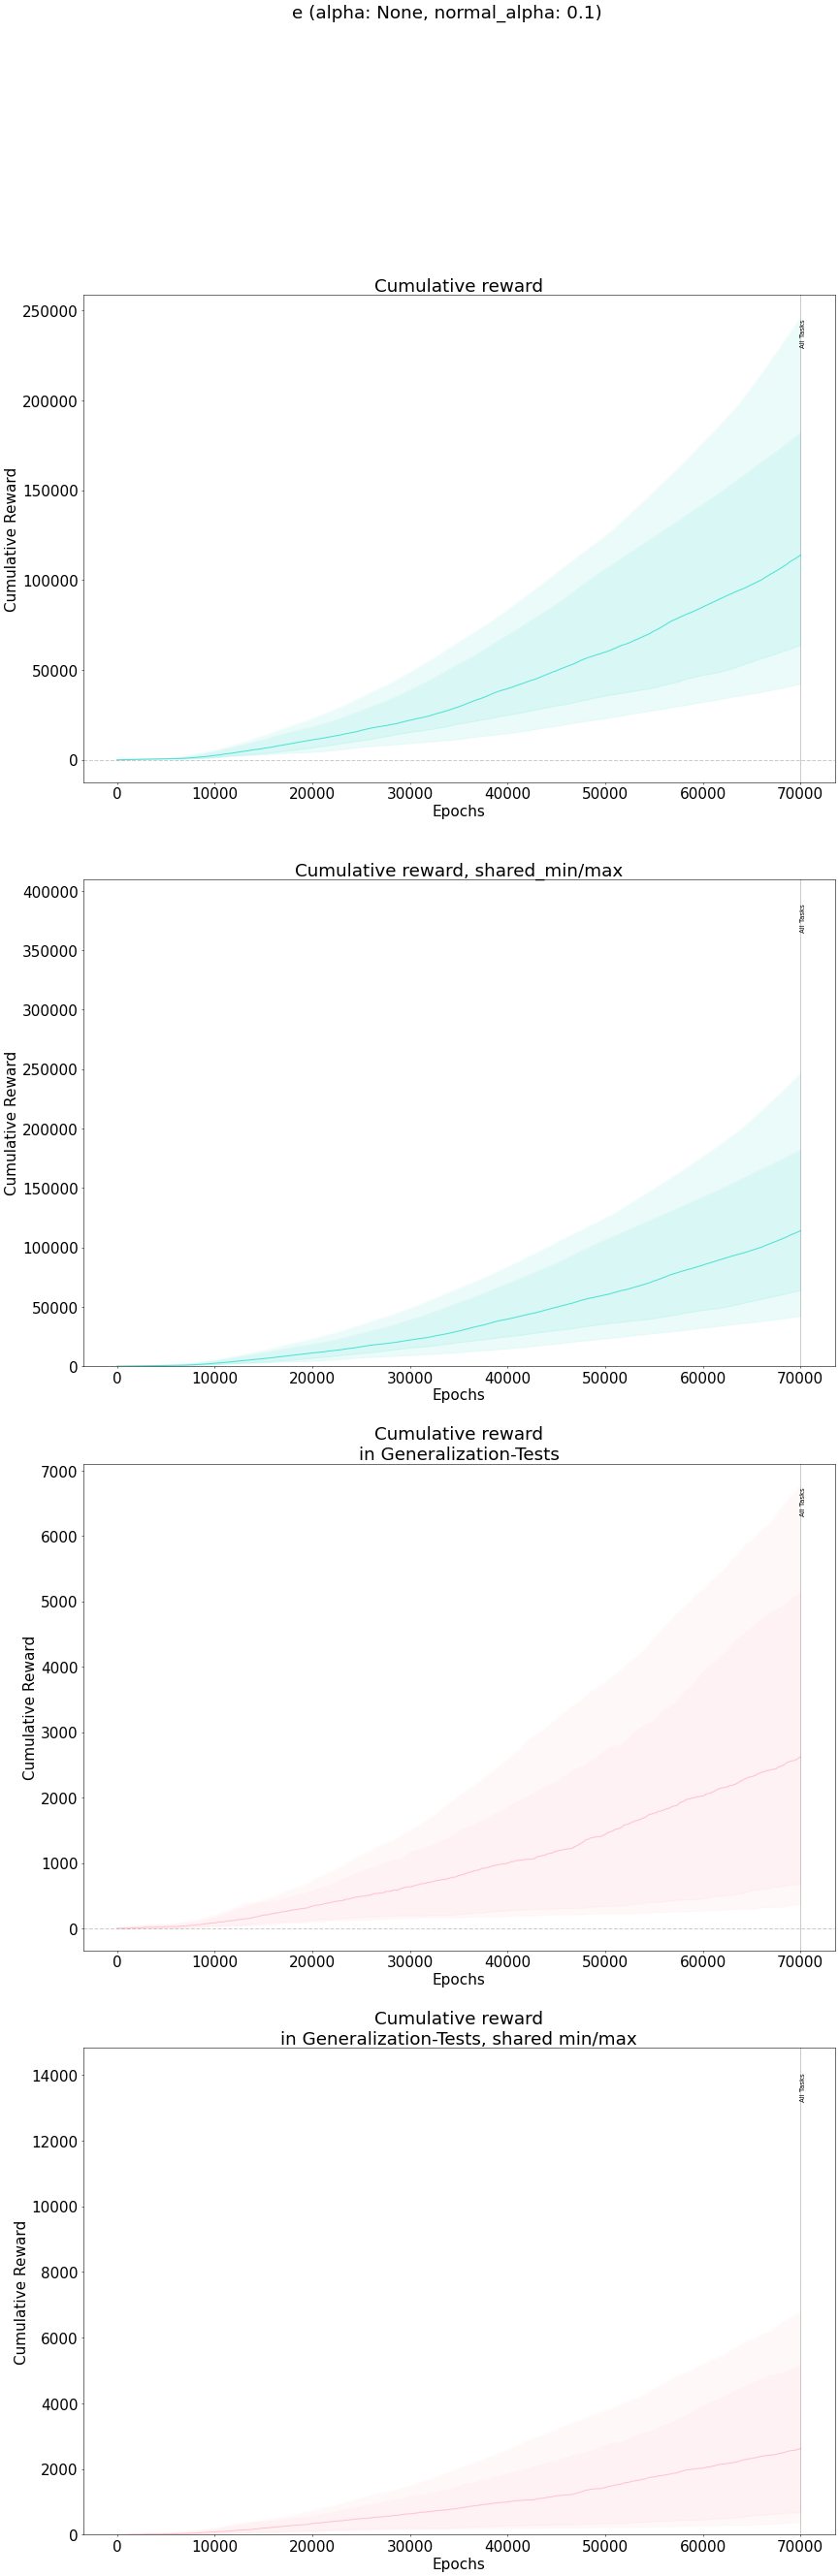 e (alpha: None, normal_alpha: 0.1)
Cumulative reward
250000
200000
150000
100000
50000
0
Cumulative Reward
All Tasks
0 10000 20000 30000 40000 50000 60000 70000
Epochs
Cumulative reward, shared_min/max
400000
350000
300000
250000
200000
150000
100000
50000
0
Cumulative Reward
All Tasks
0 10000 20000 30000 40000 50000 60000 70000
Epochs
Cumulative reward
in Generalization-Tests
7000
6000
5000
4000
3000
2000
1000
0
Cumulative Reward
All Tasks
0 10000 20000 30000 40000 50000 60000 70000
Epochs
Cumulative reward
in Generalization-Tests, shared min/max
14000
12000
10000
8000
6000
4000
2000
0
Cumulative Reward
All Tasks
0 10000 20000 30000 40000 50000 60000 70000
Epochs